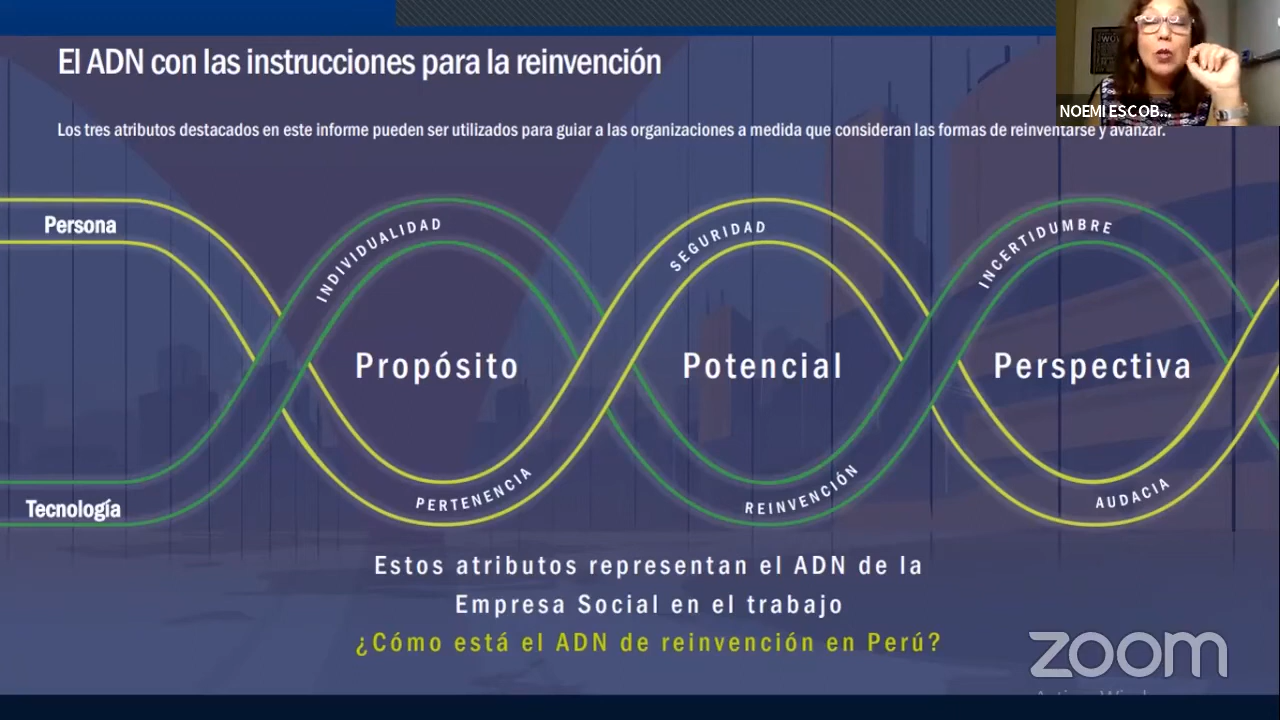 El ADN con las instrucciones para la reinvención
NOEMI ESCOB...
Los tres atributos destacados en este informe pueden ser utilizados para guiar a las organizaciones a medida que consideran las formas de reinventarse y avanzar.
Persona
INDIVIDUALIDAD
SEGURIDAD
INCERTIDUMBRE
Propósito
Potencial
Perspectiva
PERTENENCIA
REINVENCIÓN
AUDACIA
Tecnología
Estos atributos representan el ADN de la
Empresa Social en el trabajo
¿Cómo está el ADN de reinvención en Perú?
zoom